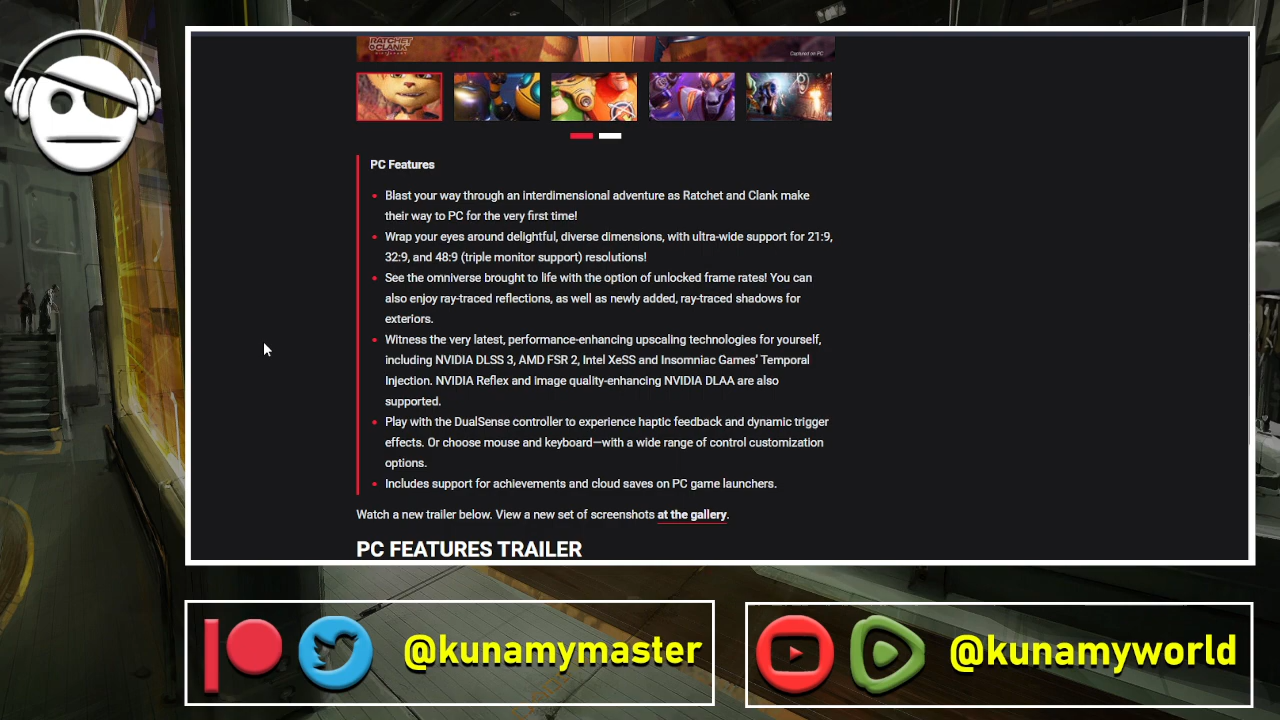 RATCHET
& CLANK
Captured on PC
PC Features
Blast your way through an interdimensional adventure as Ratchet and Clank make
their way to PC for the very first time!
Wrap your eyes around delightful, diverse dimensions, with ultra-wide support for 21:9,
32:9, and 48:9 (triple monitor support) resolutions!
See the omniverse brought to life with the option of unlocked frame rates! You can
also enjoy ray-traced reflections, as well as newly added, ray-traced shadows for
exteriors.
Witness the very latest, performance-enhancing upscaling technologies for yourself,
including NVIDIA DLSS 3, AMD FSR 2, Intel XeSS and Insomniac Games' Temporal
Injection. NVIDIA Reflex and image quality-enhancing NVIDIA DLAA are also
supported.
Play with the DualSense controller to experience haptic feedback and dynamic trigger
effects. Or choose mouse and keyboard—with a wide range of control customization
options.
Includes support for achievements and cloud saves on PC game launchers.
Watch a new trailer below. View a new set of screenshots at the gallery.
PC FEATURES TRAILER
@kunamymaster
@kunamyworld